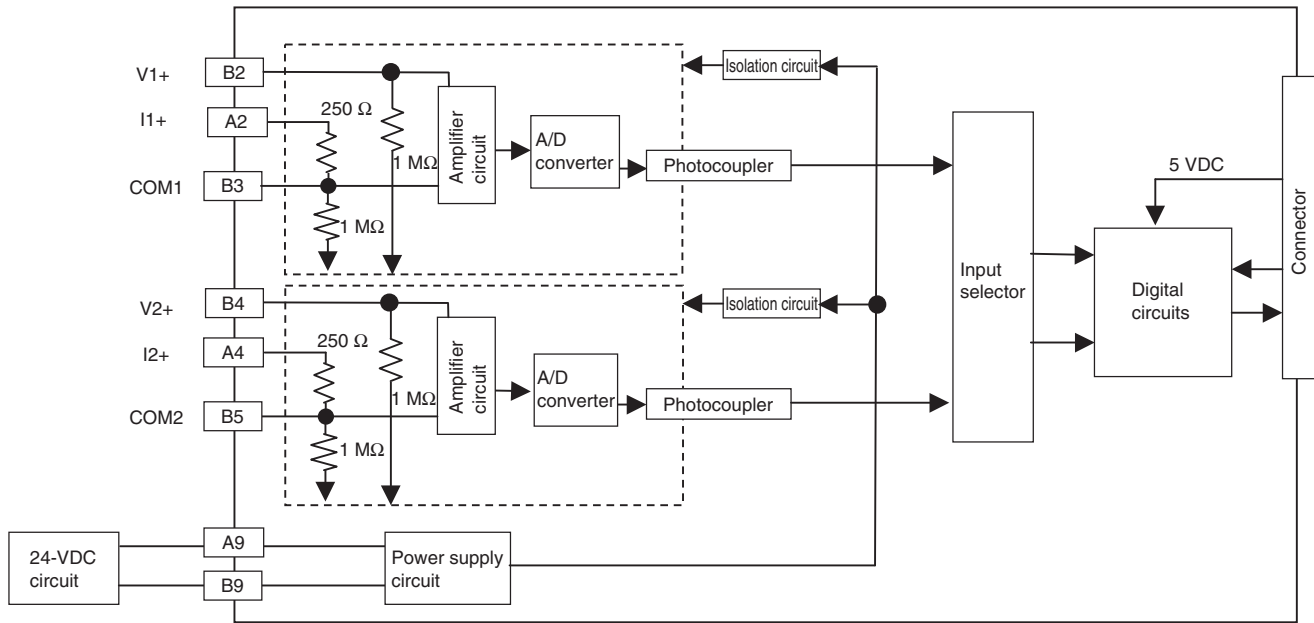 V1+
B2
I1+
A2
COM1
B3
250 Ω
1 MΩ
1 MΩ
Amplifier
circuit
A/D
converter
Photocoupler
Isolation circuit
V2+
B4
I2+
A4
COM2
B5
250 Ω
1 MΩ
1 MΩ
Amplifier
circuit
A/D
converter
Photocoupler
Isolation circuit
Input
selector
5 VDC
Digital
circuits
Connector
24-VDC
circuit
A9
B9
Power supply
circuit